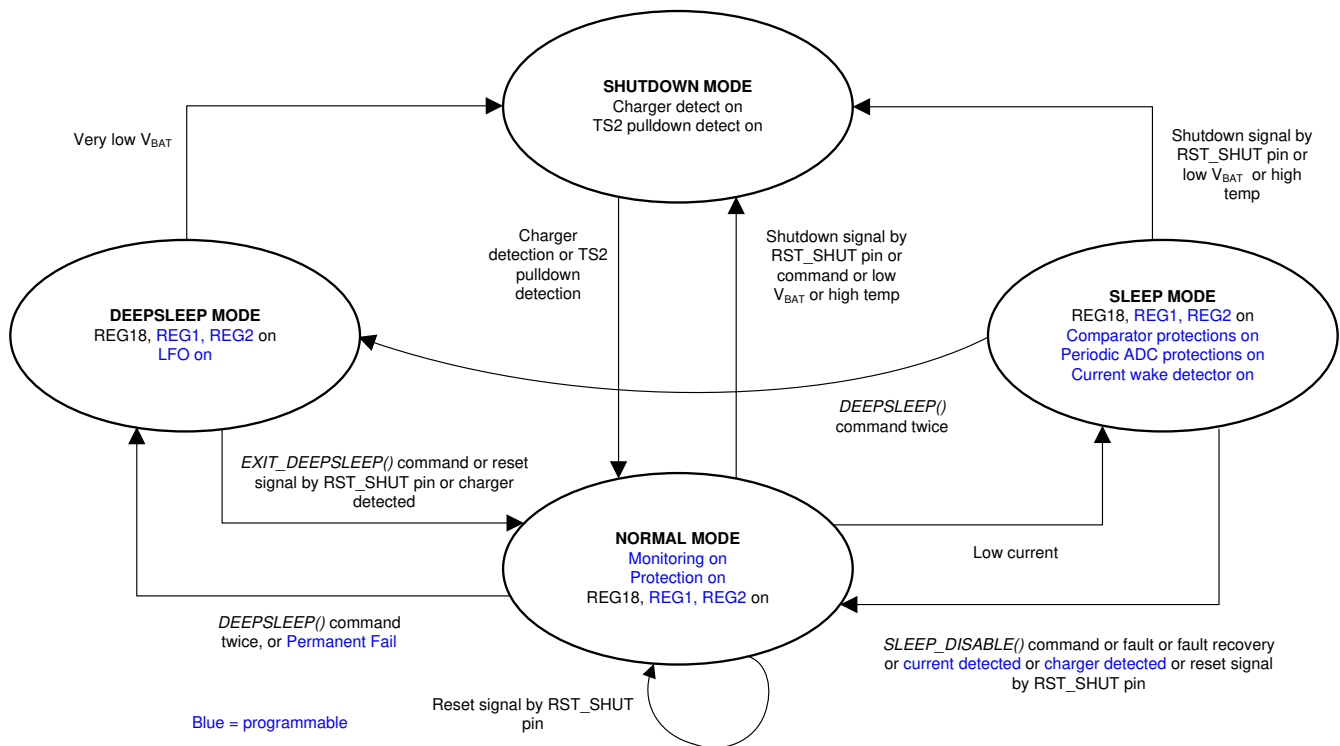 SHUTDOWN MODE
Charger detect on
TS2 pulldown detect on
Very low VBAT
Shutdown signal by
RST_SHUT pin or
low VBAT or high
temp
Charger
detection or TS2
pulldown
detection
Shutdown signal by
RST_SHUT pin or
command or low
VBAT or high temp
DEEPSLEEP MODE
REG18, REG1, REG2 on
LFO on
SLEEP MODE
REG18, REG1, REG2 on
Comparator protections on
Periodic ADC protections on
Current wake detector on
DEEPSLEEP()
command twice
EXIT_DEEPSLEEP() command or reset
signal by RST_SHUT pin or charger
detected
NORMAL MODE
Monitoring on
Protection on
REG18, REG1, REG2 on
Low current
DEEPSLEEP() command
twice, or Permanent Fail
SLEEP_DISABLE() command or fault or fault recovery
or current detected or charger detected or reset signal
by RST_SHUT pin
Reset signal by RST_SHUT
pin
Blue = programmable